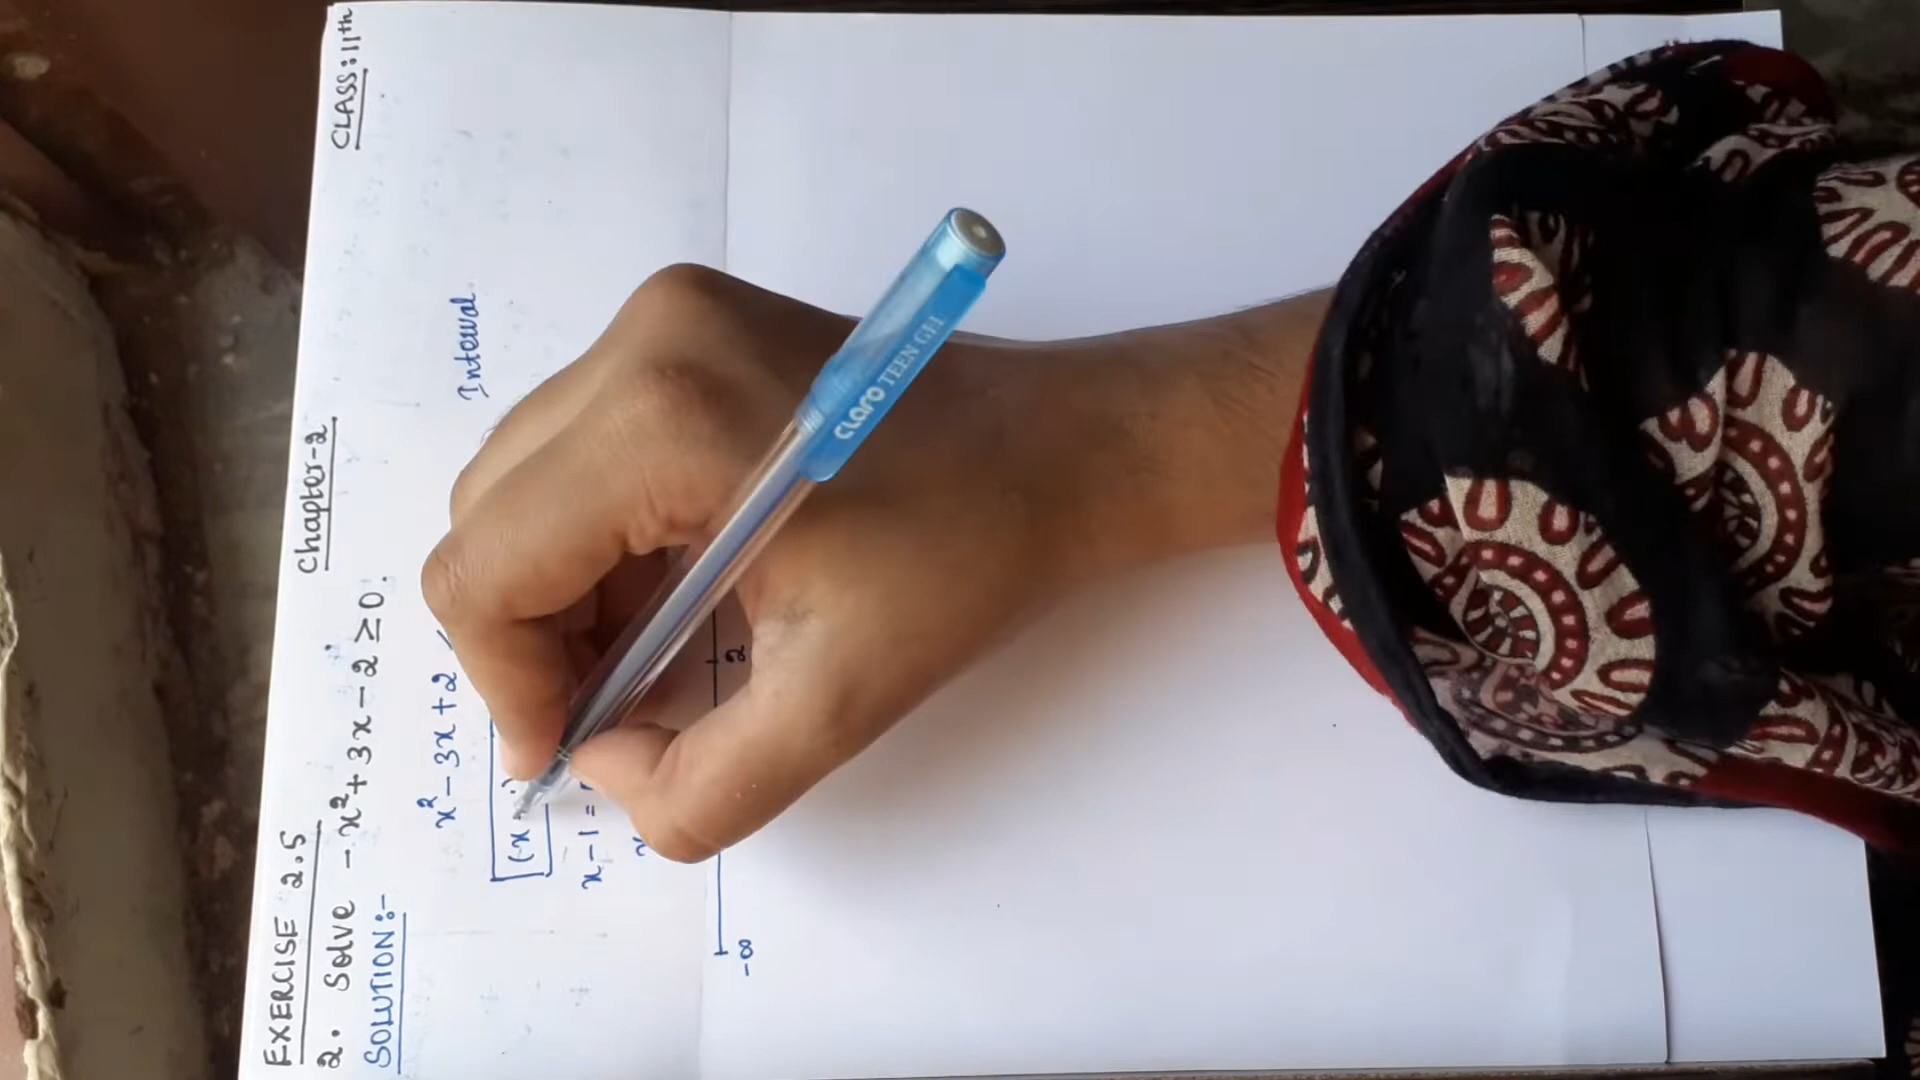 EXERCISE 2.5 Chapter-2 CLASS: 11th
2. Solve -x²+3x-2≥0.
SOLUTION:-
x²-3x+2
Interval
(x
x-1=
2
-∞
CLARO TEEN GEL